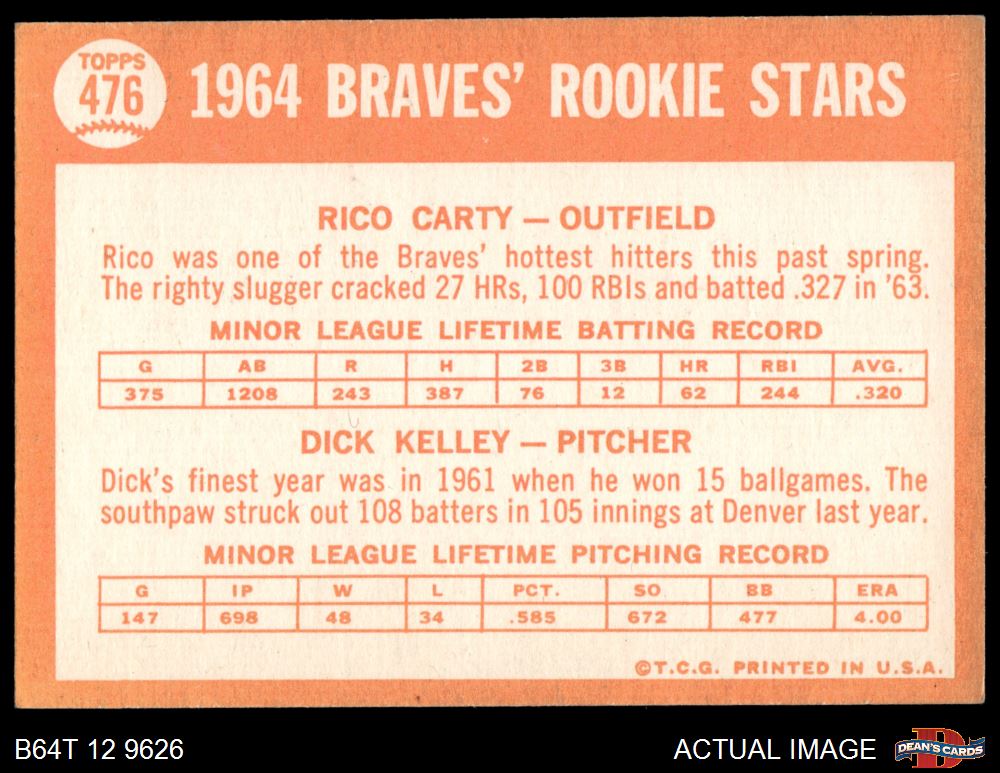 TOPPS
476
1964 BRAVES' ROOKIE STARS
RICO CARTY — OUTFIELD
Rico was one of the Braves' hottest hitters this past spring.
The righty slugger cracked 27 HRs, 100 RBIs and batted .327 in '63.
MINOR LEAGUE LIFETIME BATTING RECORD
G AB R H 2B 3B HR RBI AVG.
375 1208 243 387 76 12 62 244 .320
DICK KELLEY — PITCHER
Dick's finest year was in 1961 when he won 15 ballgames. The
southpaw struck out 108 batters in 105 innings at Denver last year.
MINOR LEAGUE LIFETIME PITCHING RECORD
G IP W L PCT. SO BB ERA
147 698 48 34 .585 672 477 4.00
©T.C.G. PRINTED IN U.S.A.
B64T 12 9626
ACTUAL IMAGE
D
DEAN'S CARDS